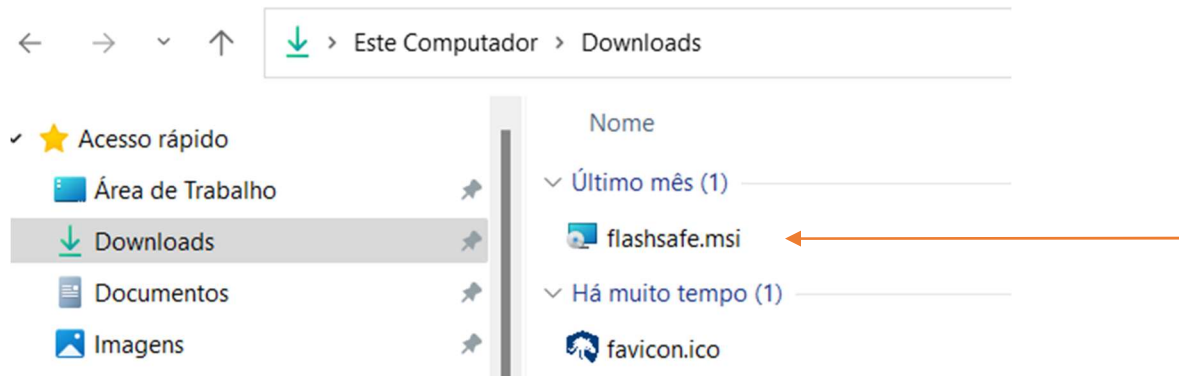 Este Computador > Downloads
Nome
Acesso rápido
Último mês (1)
Área de Trabalho
flashsafe.msi
Downloads
Documentos
Há muito tempo (1)
Imagens
favicon.ico